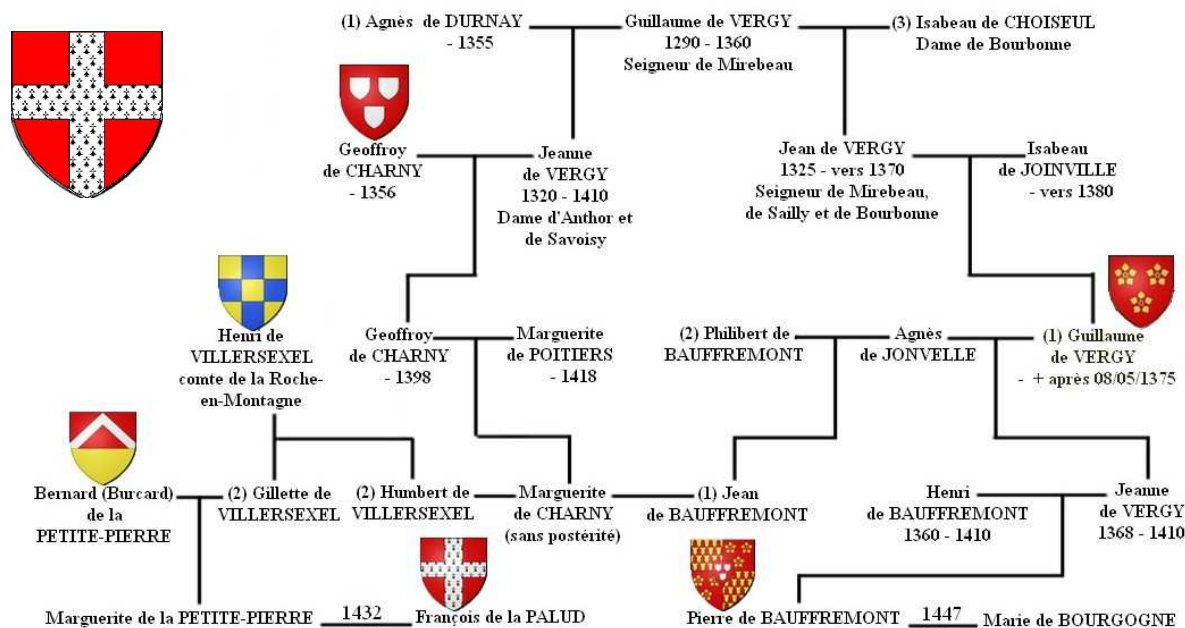 (1) Agnès de DURNAY
- 1355
Guillaume de VERGY
1290 - 1360
Seigneur de Mirebeau
(3) Isabeau de CHOISEUL
Dame de Bourbonne
Geoffroy
de CHARNY
- 1356
Jeanne
de VERGY
1320 - 1410
Dame d'Anthor et
de Savoisy
Jean de VERGY
1325 - vers 1370
Seigneur de Mirebeau,
de Sailly et de Bourbonne
Isabeau
de JOINVILLE
- vers 1380
Henri de
VILLERSEXEL
comte de la Roche-
en-Montagne
Geoffroy
de CHARNY
- 1398
Marguerite
de POITIERS
- 1418
(2) Philibert de
BAUFFREMONT
Agnès
de JONVELLE
(1) Guillaume
de VERGY
- + après 08/05/1375
Bernard (Burcard)
de la
PETITE-PIERRE
(2) Gillette de
VILLERSEXEL
(2) Humbert de
VILLERSEXEL
Marguerite
de CHARNY
(sans postérité)
(1) Jean
de BAUFFREMONT
Henri
de BAUFFREMONT
1360 - 1410
Jeanne
de VERGY
1368 - 1410
Marguerite de la PETITE-PIERRE
1432
François de la PALUD
Pierre de BAUFFREMONT
1447
Marie de BOURGOGNE